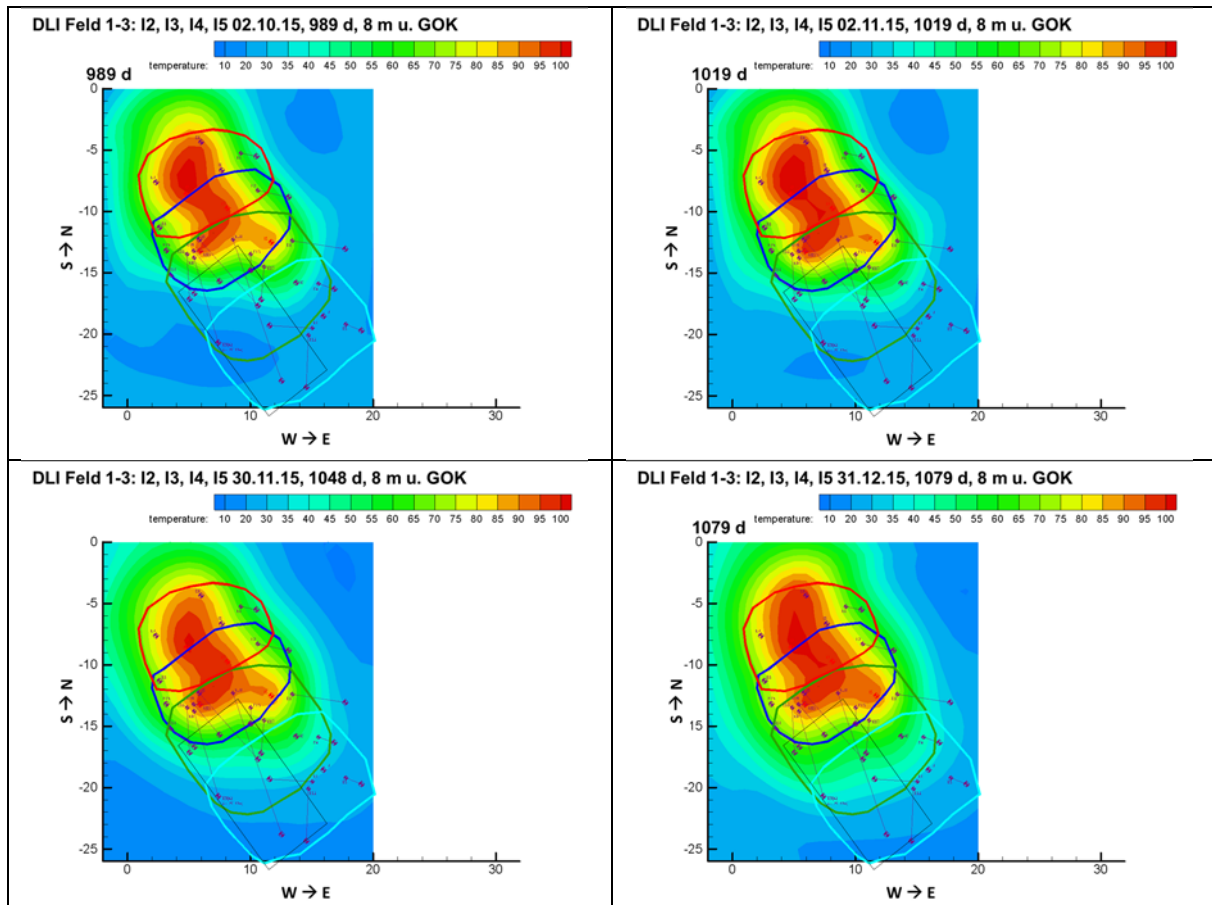 DLI Feld 1-3: I2, I3, I4, I5 02.10.15, 989 d, 8 m u. GOK
temperature: 10 20 30 35 40 45 50 55 60 65 70 75 80 85 90 95 100
989 d
0
-5
-10
-15
-20
-25
S → N
0 10 20 30
W → E
DLI Feld 1-3: I2, I3, I4, I5 02.11.15, 1019 d, 8 m u. GOK
temperature: 10 20 30 35 40 45 50 55 60 65 70 75 80 85 90 95 100
1019 d
0
-5
-10
-15
-20
-25
S → N
0 10 20 30
W → E
DLI Feld 1-3: I2, I3, I4, I5 30.11.15, 1048 d, 8 m u. GOK
temperature: 10 20 30 35 40 45 50 55 60 65 70 75 80 85 90 95 100
0
-5
-10
-15
-20
-25
S → N
0 10 20 30
W → E
DLI Feld 1-3: I2, I3, I4, I5 31.12.15, 1079 d, 8 m u. GOK
temperature: 10 20 30 35 40 45 50 55 60 65 70 75 80 85 90 95 100
1079 d
0
-5
-10
-15
-20
-25
S → N
0 10 20 30
W → E